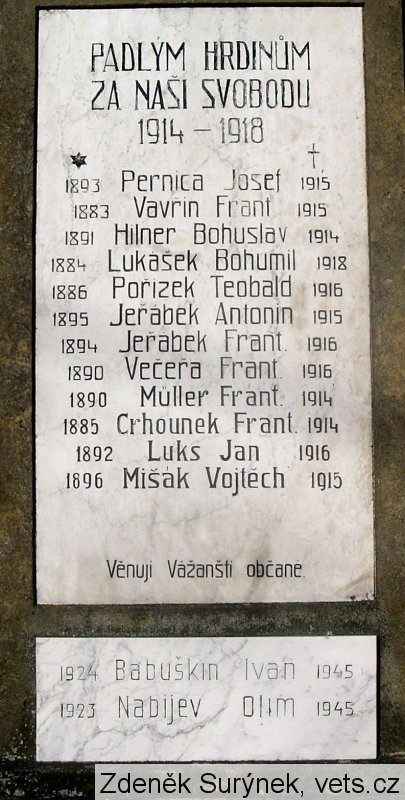 PADLÝM HRDINŮM
ZA NAŠI SVOBODU
1914 – 1918
1893 Pernica Josef 1915
1883 Vavřin Frant 1915
1891 Hilner Bohuslav 1914
1884 Lukášek Bohumil 1918
1886 Pořízek Teobald 1916
1895 Jeřábek Antonín 1915
1894 Jeřábek Frant. 1916
1890 Večeřa Frant. 1916
1890 Müller Frant. 1914
1885 Crhounek Frant. 1914
1892 Luks Jan 1916
1896 Mišák Vojtěch 1915
Věnují Vážanští občané.
1924 Babuškin Ivan 1945
1923 Nabijev Olim 1945
Zdeněk Surýnek, vets.cz